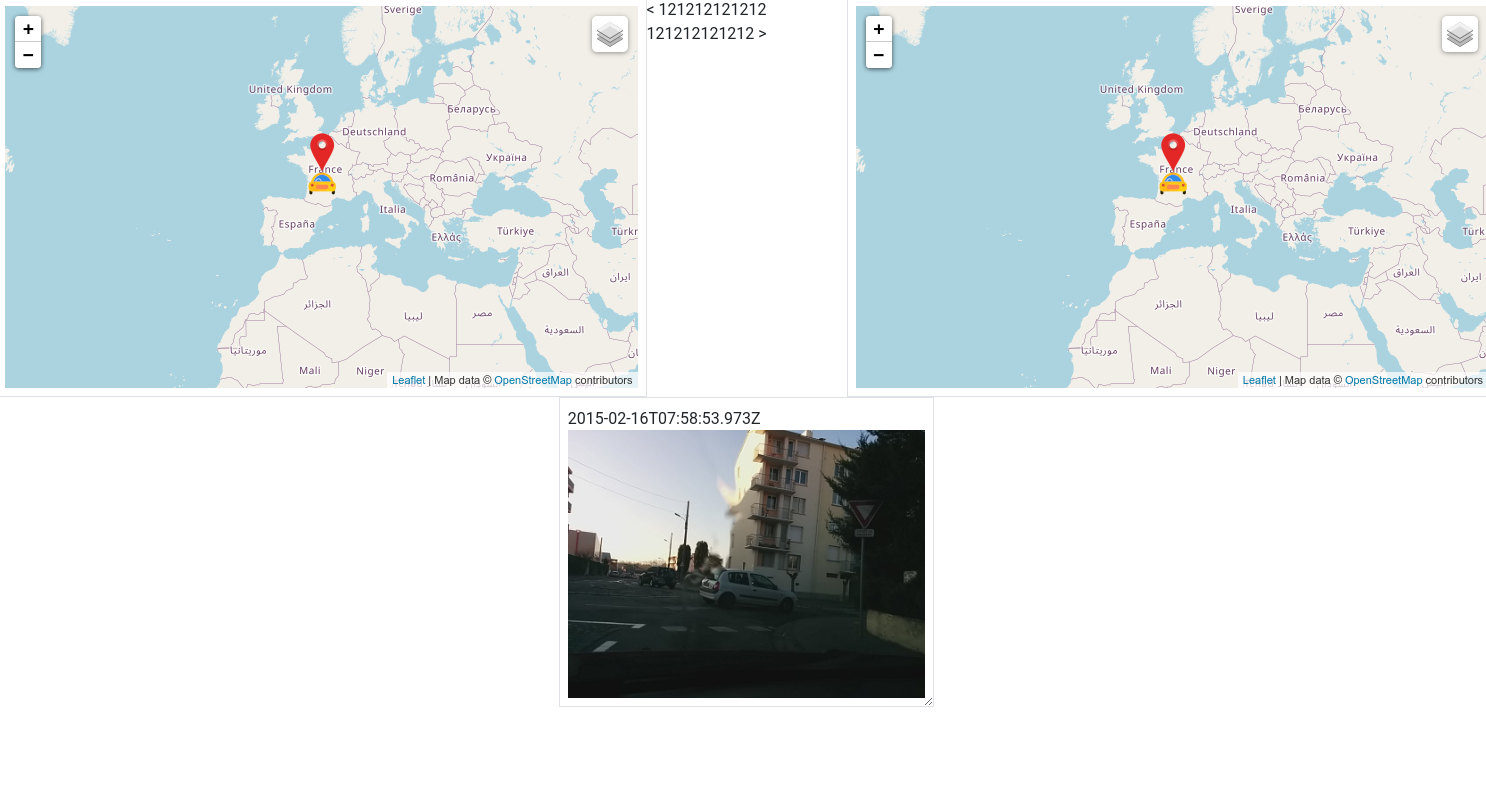 Sverige
United Kingdom
Беларусь
Deutschland
Україна
France
România
Italia
España
Ελλάς
Türkiye
العراق
ایران
الجزائر
ليبيا
مصر
السعودية
موريتانيا
Mali
Niger
+
−
Leaflet | Map data © OpenStreetMap contributors
< 121212121212
121212121212 >
Sverige
United Kingdom
Беларусь
Deutschland
Україна
France
România
Italia
España
Ελλάς
Türkiye
العراق
ایران
الجزائر
ليبيا
مصر
السعودية
موريتانيا
Mali
Niger
+
−
Leaflet | Map data © OpenStreetMap contributors
2015-02-16T07:58:53.973Z